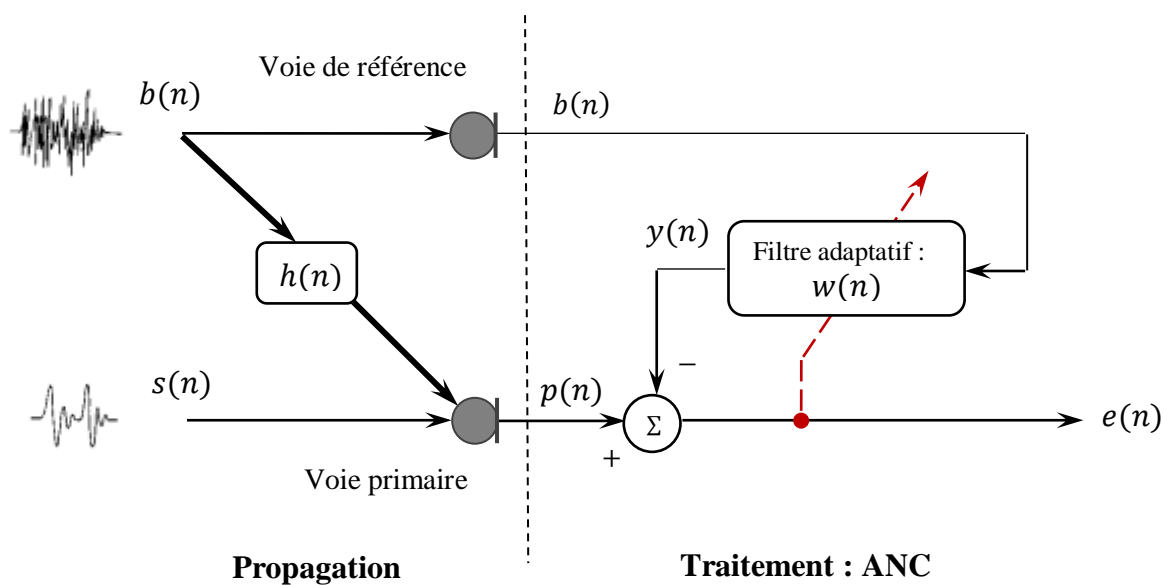 Voie de référence
b(n)
b(n)
y(n)
Filtre adaptatif :
w(n)
h(n)
s(n)
p(n)
−
Σ
+
e(n)
Voie primaire
Propagation
Traitement : ANC